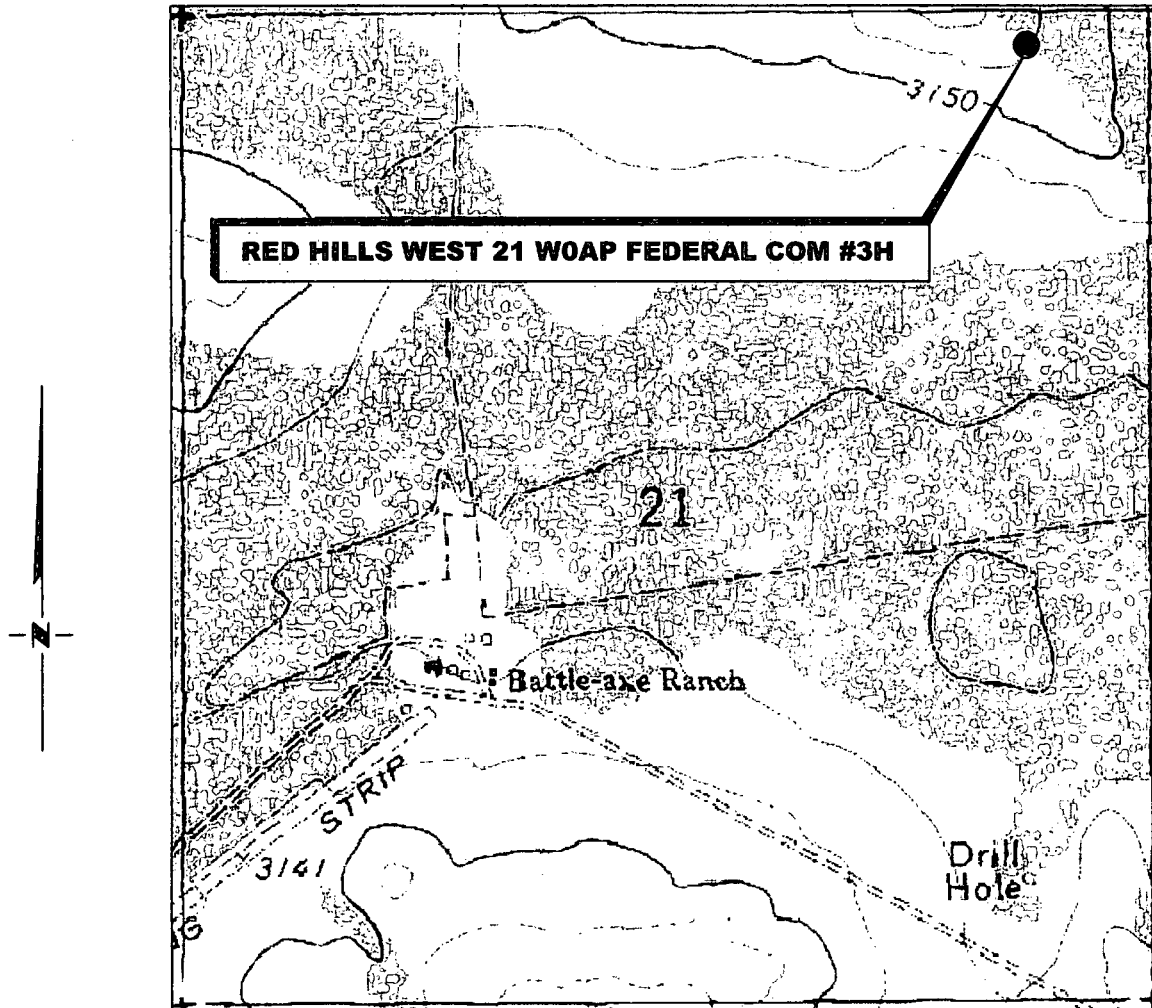 3150
RED HILLS WEST 21 W0AP FEDERAL COM #3H
21
N
Battle-axe Ranch
STRIP
3141
Drill
Hole